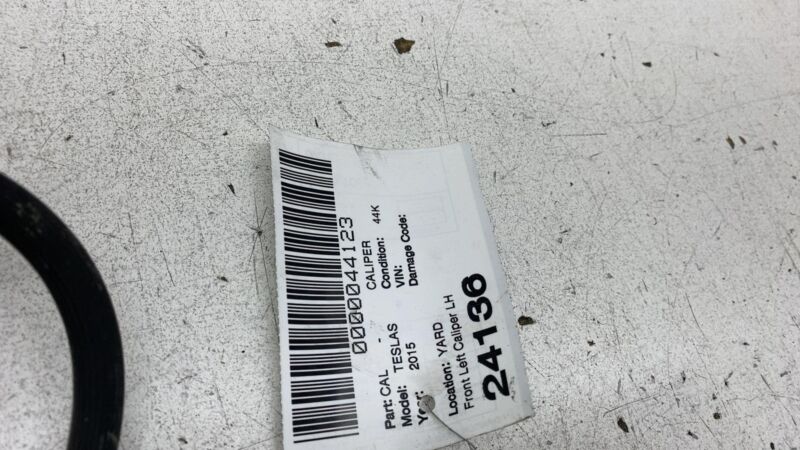 0000044123
Part: CAL - CALIPER
Model: TESLAS Condition: 44K
2015 VIN:
Damage Code:
Location: YARD
Front Left Caliper LH
24136